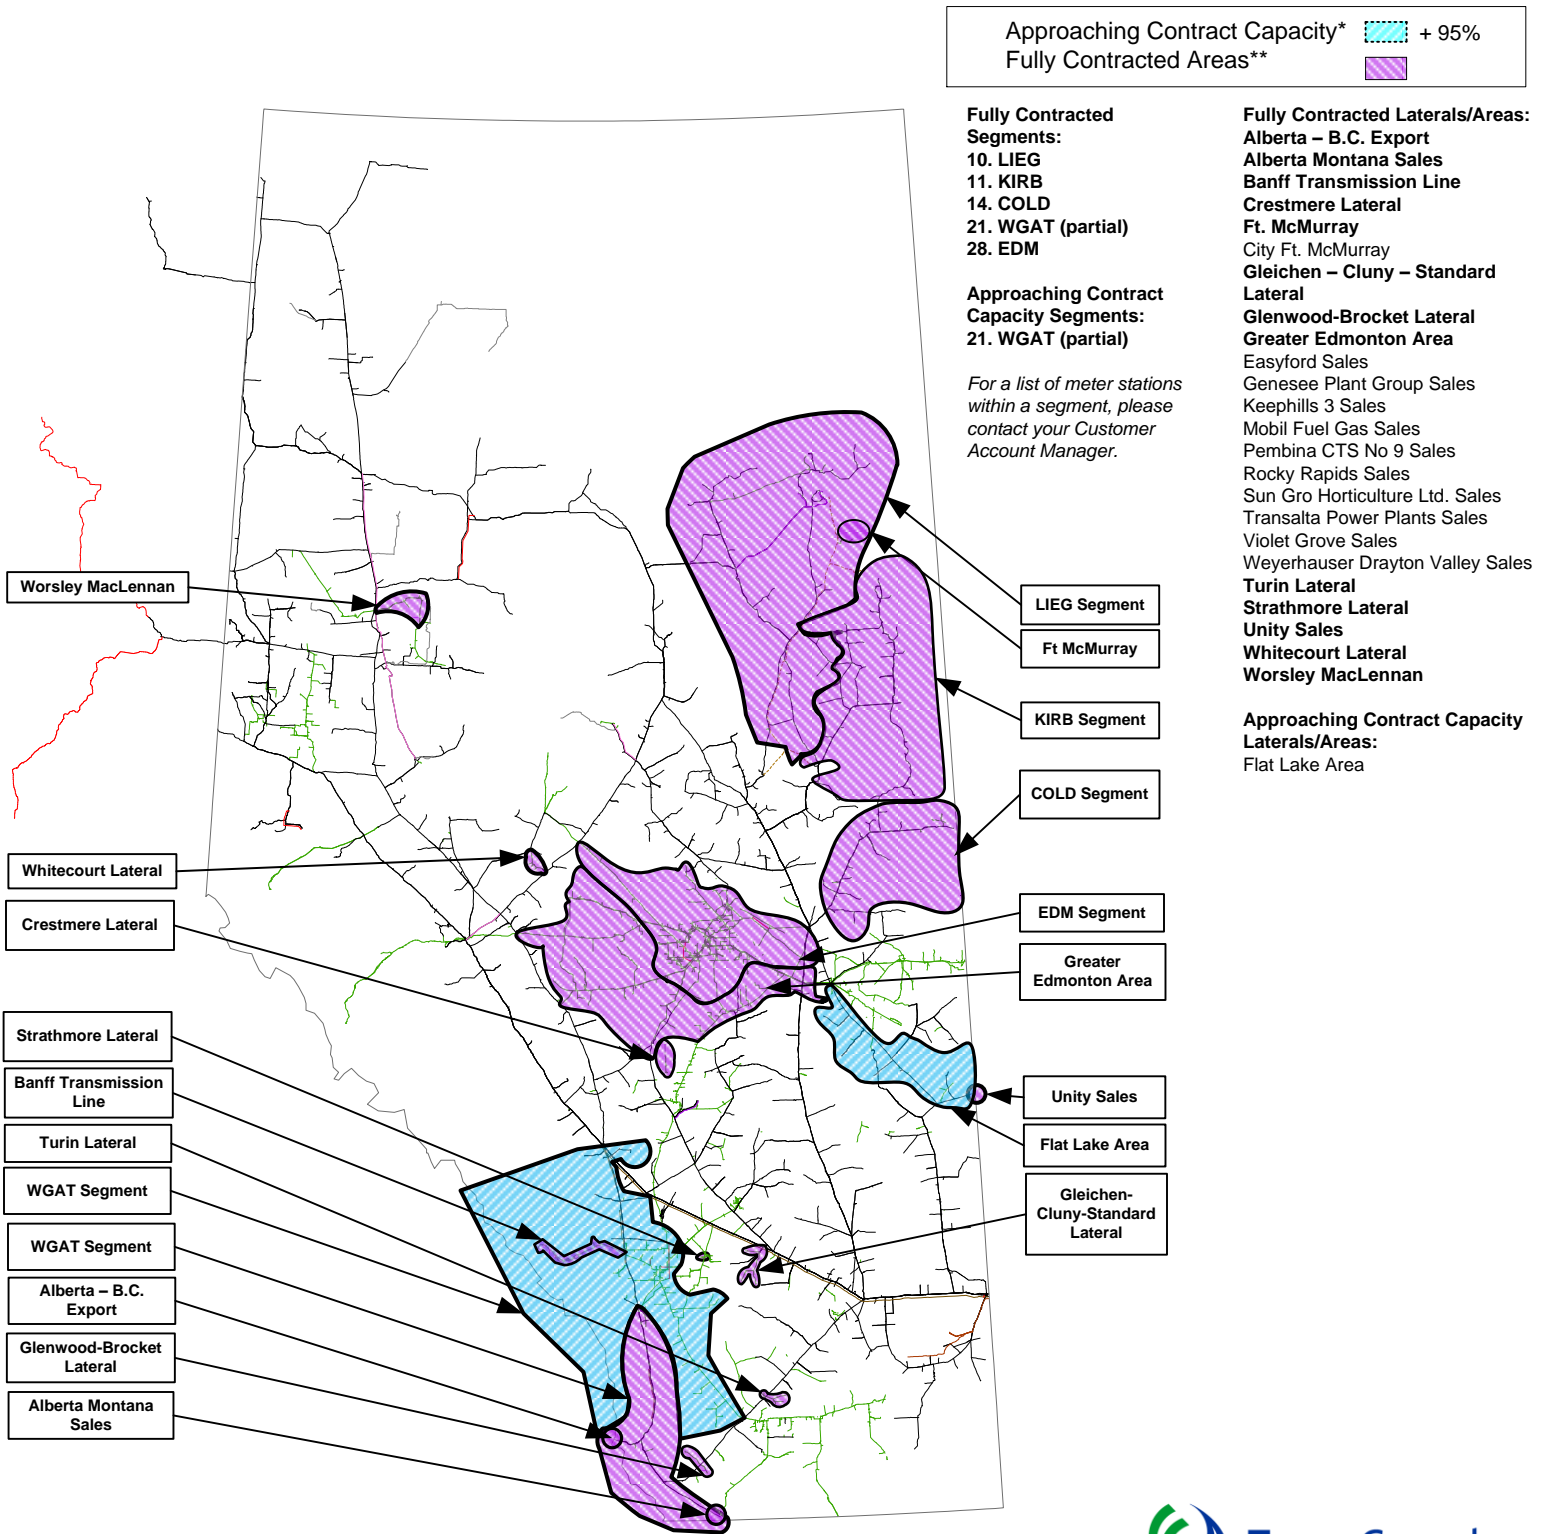 Approaching Contract Capacity* + 95%
Fully Contracted Areas**
Fully Contracted
Segments:
10. LIEG
11. KIRB
14. COLD
21. WGAT (partial)
28. EDM
Approaching Contract
Capacity Segments:
21. WGAT (partial)
For a list of meter stations
within a segment, please
contact your Customer
Account Manager.
Fully Contracted Laterals/Areas:
Alberta – B.C. Export
Alberta Montana Sales
Banff Transmission Line
Crestmere Lateral
Ft. McMurray
City Ft. McMurray
Gleichen – Cluny – Standard
Lateral
Glenwood-Brocket Lateral
Greater Edmonton Area
Easyford Sales
Genesee Plant Group Sales
Keephills 3 Sales
Mobil Fuel Gas Sales
Pembina CTS No 9 Sales
Rocky Rapids Sales
Sun Gro Horticulture Ltd. Sales
Transalta Power Plants Sales
Violet Grove Sales
Weyerhauser Drayton Valley Sales
Turin Lateral
Strathmore Lateral
Unity Sales
Whitecourt Lateral
Worsley MacLennan
Approaching Contract Capacity
Laterals/Areas:
Flat Lake Area
Worsley MacLennan
Whitecourt Lateral
Crestmere Lateral
Strathmore Lateral
Banff Transmission
Line
Turin Lateral
WGAT Segment
WGAT Segment
Alberta – B.C.
Export
Glenwood-Brocket
Lateral
Alberta Montana
Sales
LIEG Segment
Ft McMurray
KIRB Segment
COLD Segment
EDM Segment
Greater
Edmonton Area
Unity Sales
Flat Lake Area
Gleichen-
Cluny-Standard
Lateral